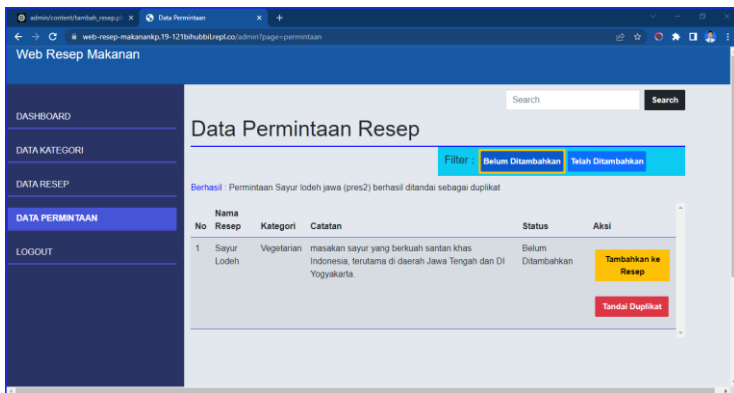 admin/content/tambah_resep.p
Data Permintaan
web-resep-makanankp.19-121bihubbil.repl.co/admin?page=permintaan
Web Resep Makanan
Search
Search
DASHBOARD
DATA KATEGORI
DATA RESEP
DATA PERMINTAAN
LOGOUT
Data Permintaan Resep
Filter :
Belum Ditambahkan
Telah Ditambahkan
Berhasil : Permintaan Sayur lodeh jawa (pres2) berhasil ditandai sebagai duplikat
No Nama Resep Kategori Catatan Status Aksi
1 Sayur Vegetarian masakan sayur yang berkuah santan khas Belum
Lodeh Indonesia, terutama di daerah Jawa Tengah dan DI Ditambahkan
Yogyakarta.
Tambahkan ke
Resep
Tandai Duplikat